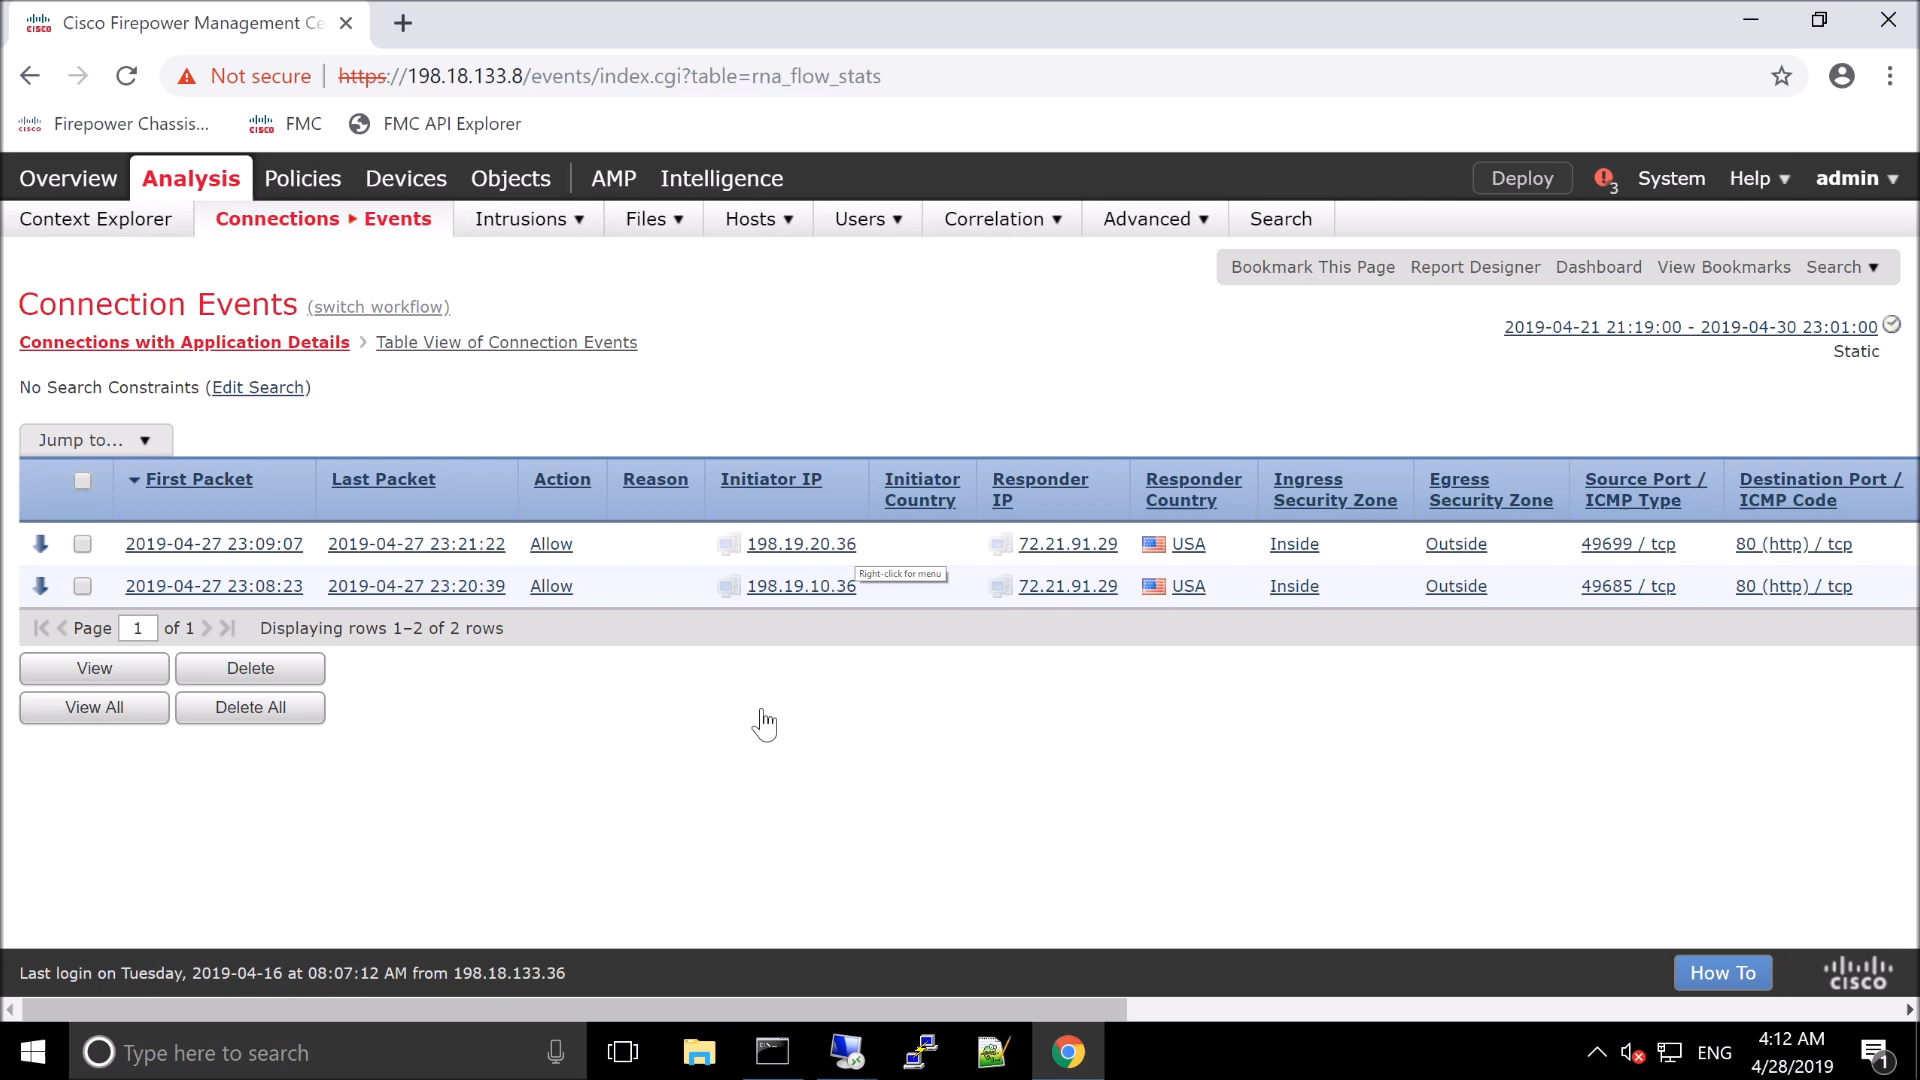 Cisco Firepower Management Ce
Not secure | https://198.18.133.8/events/index.cgi?table=rna_flow_stats
Firepower Chassis... FMC FMC API Explorer
Overview Analysis Policies Devices Objects AMP Intelligence Deploy 3 System Help admin
Context Explorer Connections Events Intrusions Files Hosts Users Correlation Advanced Search
Bookmark This Page Report Designer Dashboard View Bookmarks Search
Connection Events (switch workflow)
2019-04-21 21:19:00 - 2019-04-30 23:01:00
Connections with Application Details > Table View of Connection Events
Static
No Search Constraints (Edit Search)
Jump to...
First Packet Last Packet Action Reason Initiator IP Initiator Country Responder IP Responder Country Ingress Security Zone Egress Security Zone Source Port / ICMP Type Destination Port / ICMP Code
2019-04-27 23:09:07 2019-04-27 23:21:22 Allow 198.19.20.36 72.21.91.29 USA Inside Outside 49699 / tcp 80 (http) / tcp
Right-click for menu
2019-04-27 23:08:23 2019-04-27 23:20:39 Allow 198.19.10.36 72.21.91.29 USA Inside Outside 49685 / tcp 80 (http) / tcp
Page 1 of 1 Displaying rows 1–2 of 2 rows
View Delete
View All Delete All
Last login on Tuesday, 2019-04-16 at 08:07:12 AM from 198.18.133.36 How To CISCO
Type here to search ENG 4:12 AM
4/28/2019 1